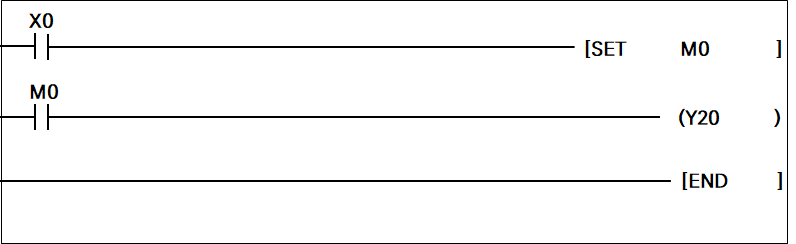 X0
[SET M0 ]
M0
(Y20 )
[END ]